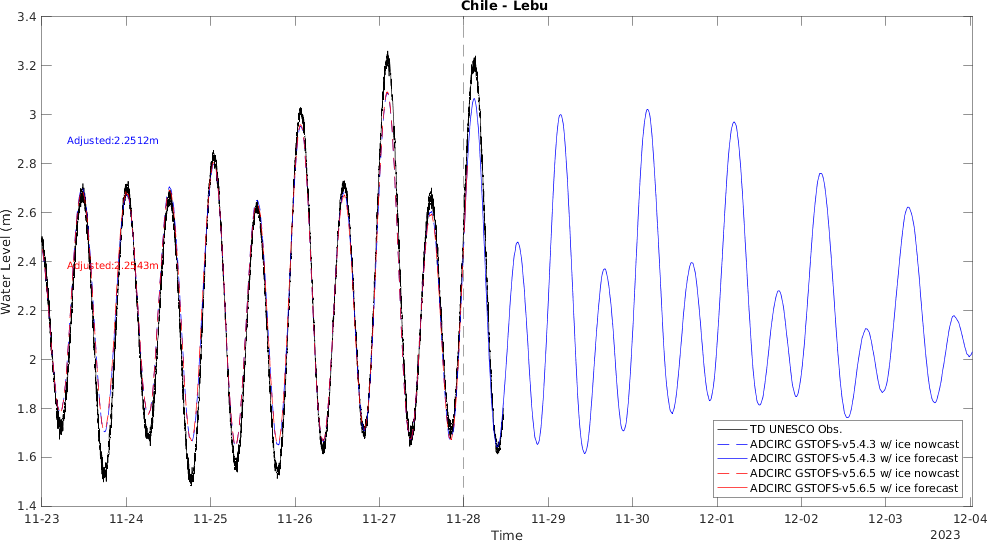 Chile - Lebu
3.4
3.2
3
2.8
2.6
2.4
2.2
2
1.8
1.6
1.4
Water Level (m)
Adjusted:2.2512m
Adjusted:2.2543m
TD UNESCO Obs.
ADCIRC GSTOFS-v5.4.3 w/ ice nowcast
ADCIRC GSTOFS-v5.4.3 w/ ice forecast
ADCIRC GSTOFS-v5.6.5 w/ ice nowcast
ADCIRC GSTOFS-v5.6.5 w/ ice forecast
11-23 11-24 11-25 11-26 11-27 11-28 11-29 11-30 12-01 12-02 12-03 12-04
Time
2023